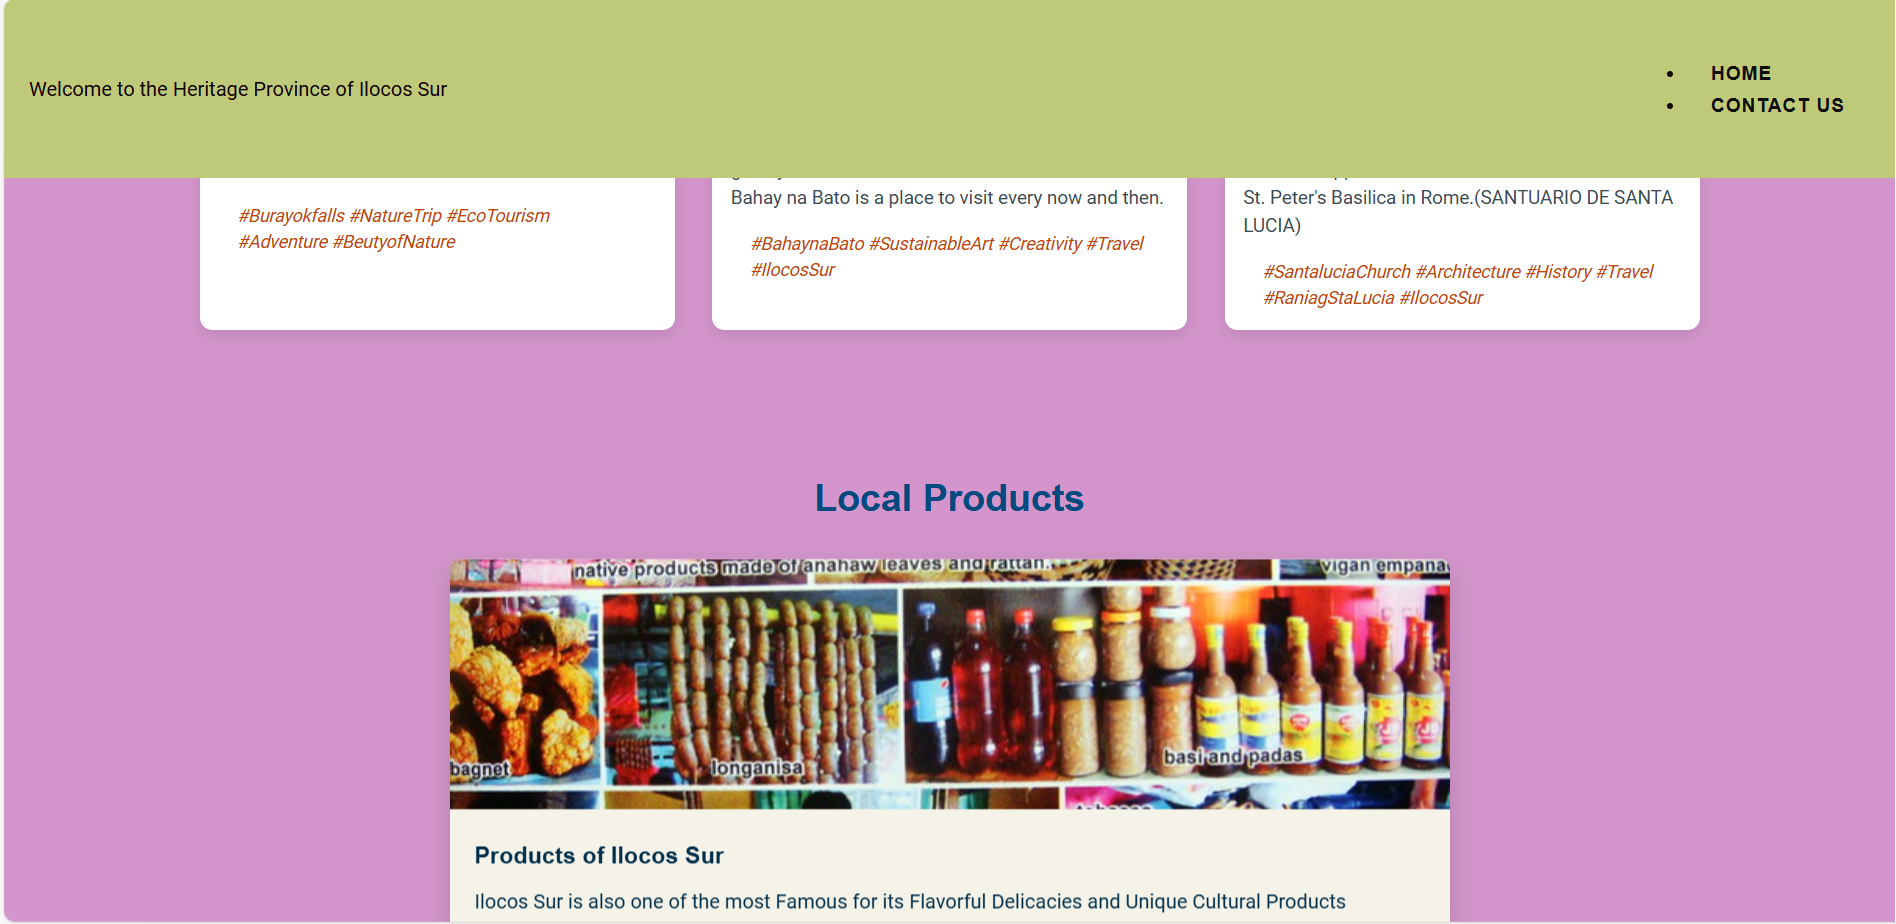 Welcome to the Heritage Province of Ilocos Sur
HOME
CONTACT US
#Burayokfalls #NatureTrip #EcoTourism
#Adventure #BeutyofNature
Bahay na Bato is a place to visit every now and then.
#BahaynaBato #SustainableArt #Creativity #Travel
#IlocosSur
St. Peter's Basilica in Rome.(SANTUARIO DE SANTA
LUCIA)
#SantaluciaChurch #Architecture #History #Travel
#RaniagStaLucia #IlocosSur
Local Products
native products made of anahaw leaves and rattan.
vigan
bagnet
longanisa
basi and padas
Products of Ilocos Sur
Ilocos Sur is also one of the most Famous for its Flavorful Delicacies and Unique Cultural Products